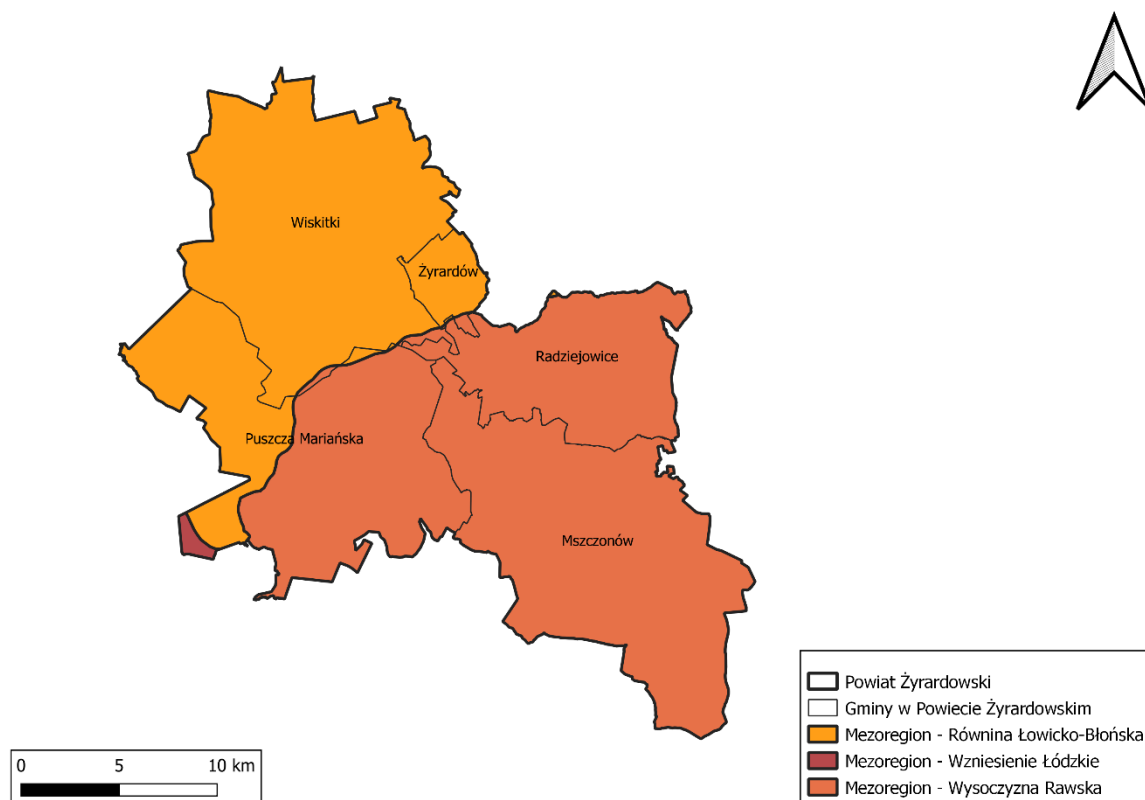 Wiskitki
Żyrardów
Radziejowice
Puszcza Mariańska
Mszczonów
Powiat Żyrardowski
Gminy w Powiecie Żyrardowskim
Mezoregion - Równina Łowicko-Błońska
Mezoregion - Wzniesienie Łódzkie
Mezoregion - Wysoczyzna Rawska
0 5 10 km